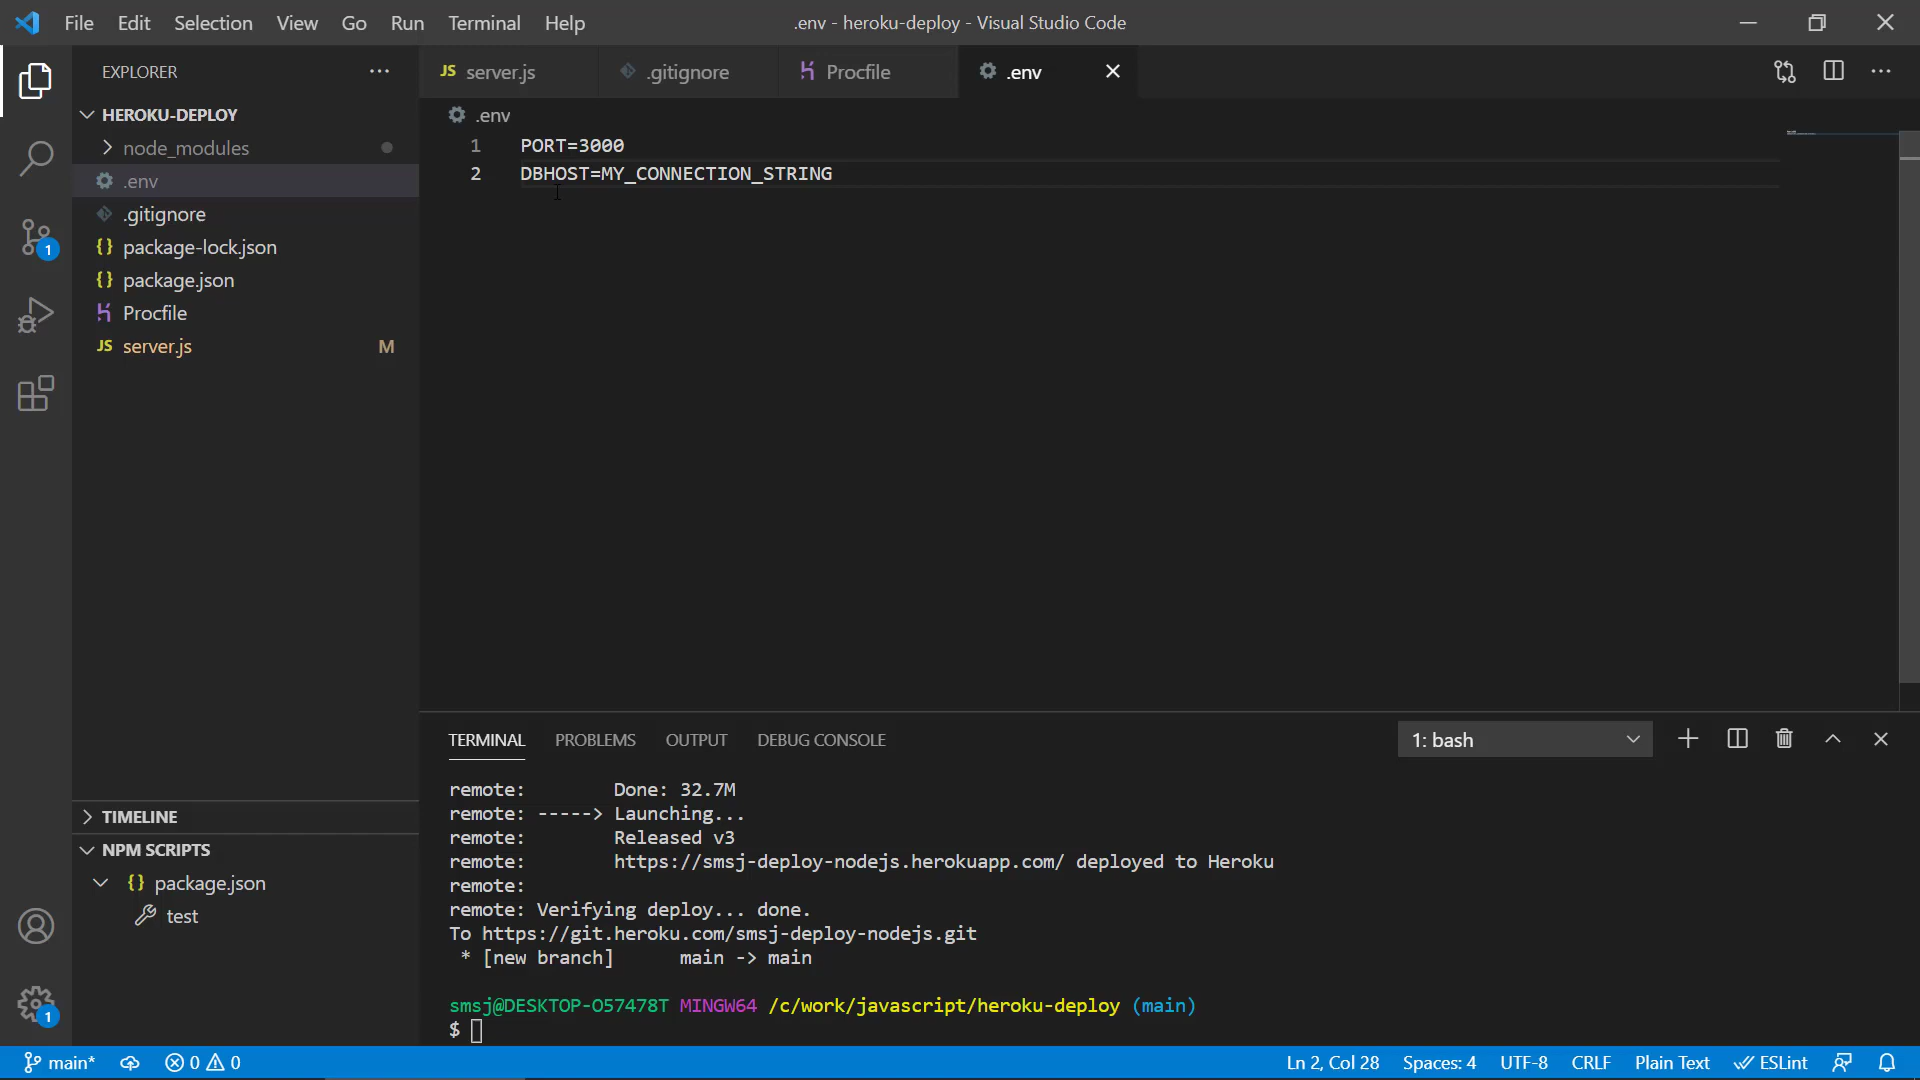 File Edit Selection View Go Run Terminal Help .env - heroku-deploy - Visual Studio Code
EXPLORER
JS server.js .gitignore Procfile .env
HEROKU-DEPLOY
node_modules
.env
.gitignore
{} package-lock.json
{} package.json
Procfile
JS server.js M
1
.env
1 PORT=3000
2 DBHOST=MY_CONNECTION_STRING
TIMELINE
NPM SCRIPTS
{} package.json
test
1
TERMINAL PROBLEMS OUTPUT DEBUG CONSOLE 1: bash
remote: Done: 32.7M
remote: -----> Launching...
remote: Released v3
remote: https://smsj-deploy-nodejs.herokuapp.com/ deployed to Heroku
remote:
remote: Verifying deploy... done.
To https://git.heroku.com/smsj-deploy-nodejs.git
* [new branch] main -> main
smsj@DESKTOP-O57478T MINGW64 /c/work/javascript/heroku-deploy (main)
$
main* 0 0 Ln 2, Col 28 Spaces: 4 UTF-8 CRLF Plain Text ESLint